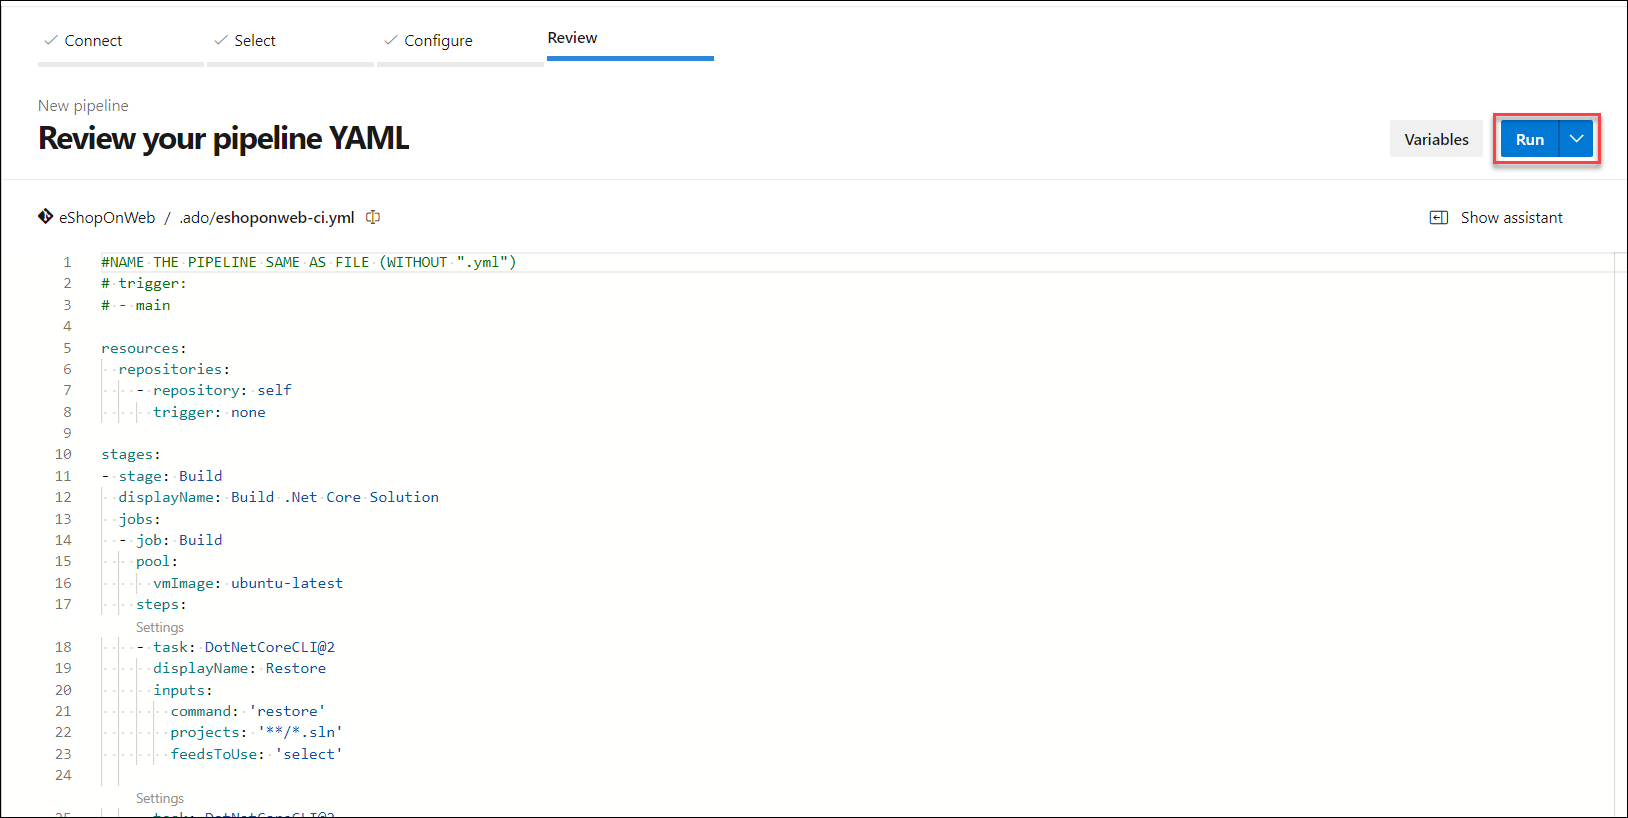 Connect
Select
Configure
Review
New pipeline
Review your pipeline YAML
Variables
Run
eShopOnWeb / .ado/eshoponweb-ci.yml
Show assistant
1 #NAME THE PIPELINE SAME AS FILE (WITHOUT ".yml")
2 # trigger:
3 # - main
4
5 resources:
6   repositories:
7     - repository: self
8       trigger: none
9
10 stages:
11 - stage: Build
12   displayName: Build .Net Core Solution
13   jobs:
14   - job: Build
15     pool:
16       vmImage: ubuntu-latest
17     steps:
Settings
18     - task: DotNetCoreCLI@2
19       displayName: Restore
20       inputs:
21         command: 'restore'
22         projects: '**/*.sln'
23         feedsToUse: 'select'
24
Settings
25     - task: DotNetCoreCLI@2